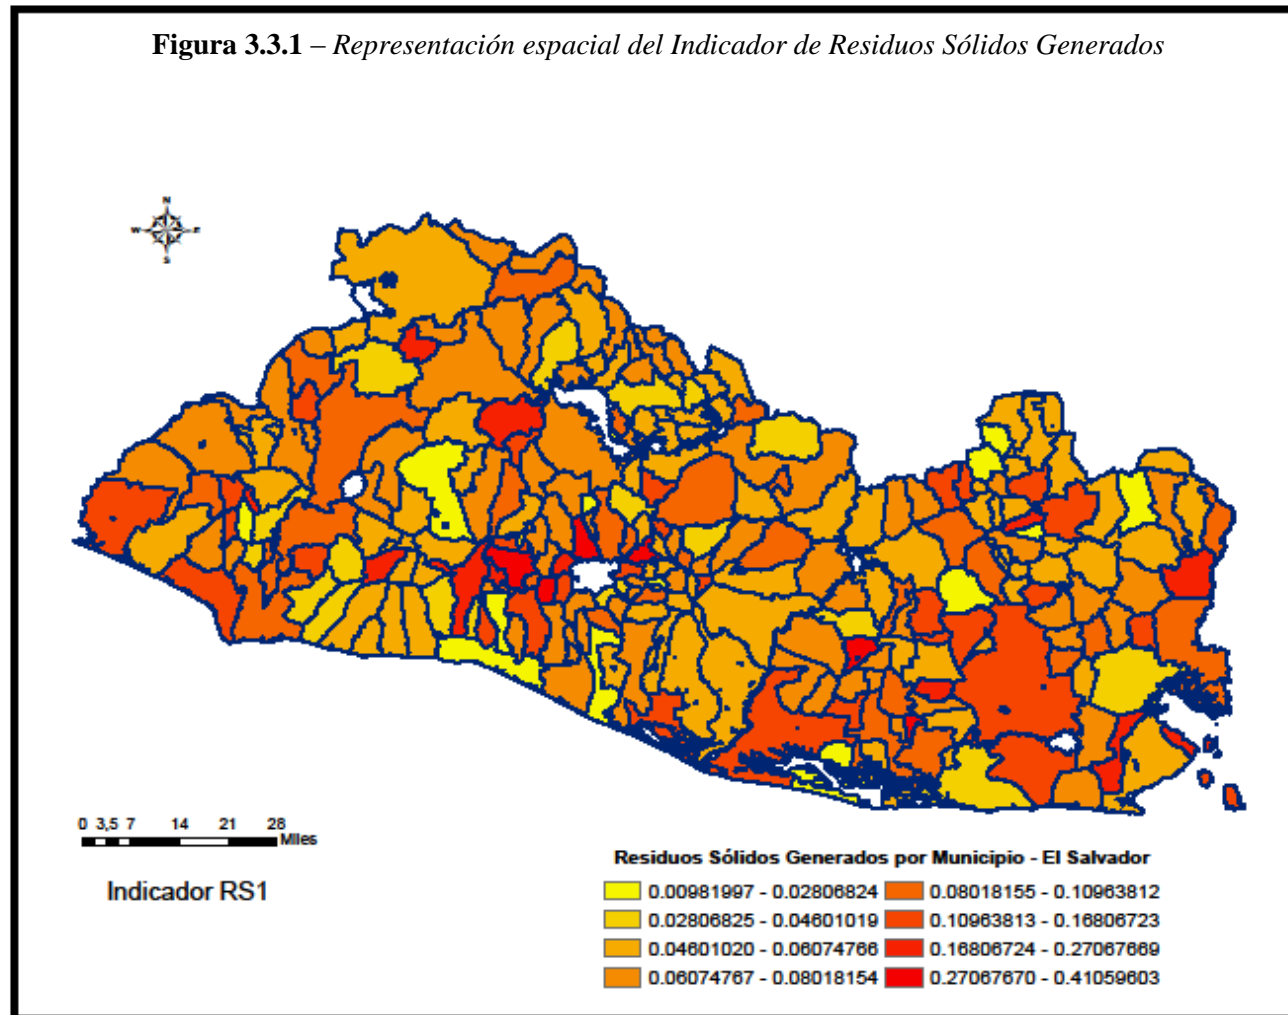 Figura 3.3.1 – Representación espacial del Indicador de Residuos Sólidos Generados
N
W E
S
0 3,5 7 14 21 28
Miles
Indicador RS1
Residuos Sólidos Generados por Municipio - El Salvador
0.00981997 - 0.02806824 0.08018155 - 0.10963812
0.02806825 - 0.04601019 0.10963813 - 0.16806723
0.04601020 - 0.06074766 0.16806724 - 0.27067669
0.06074767 - 0.08018154 0.27067670 - 0.41059603